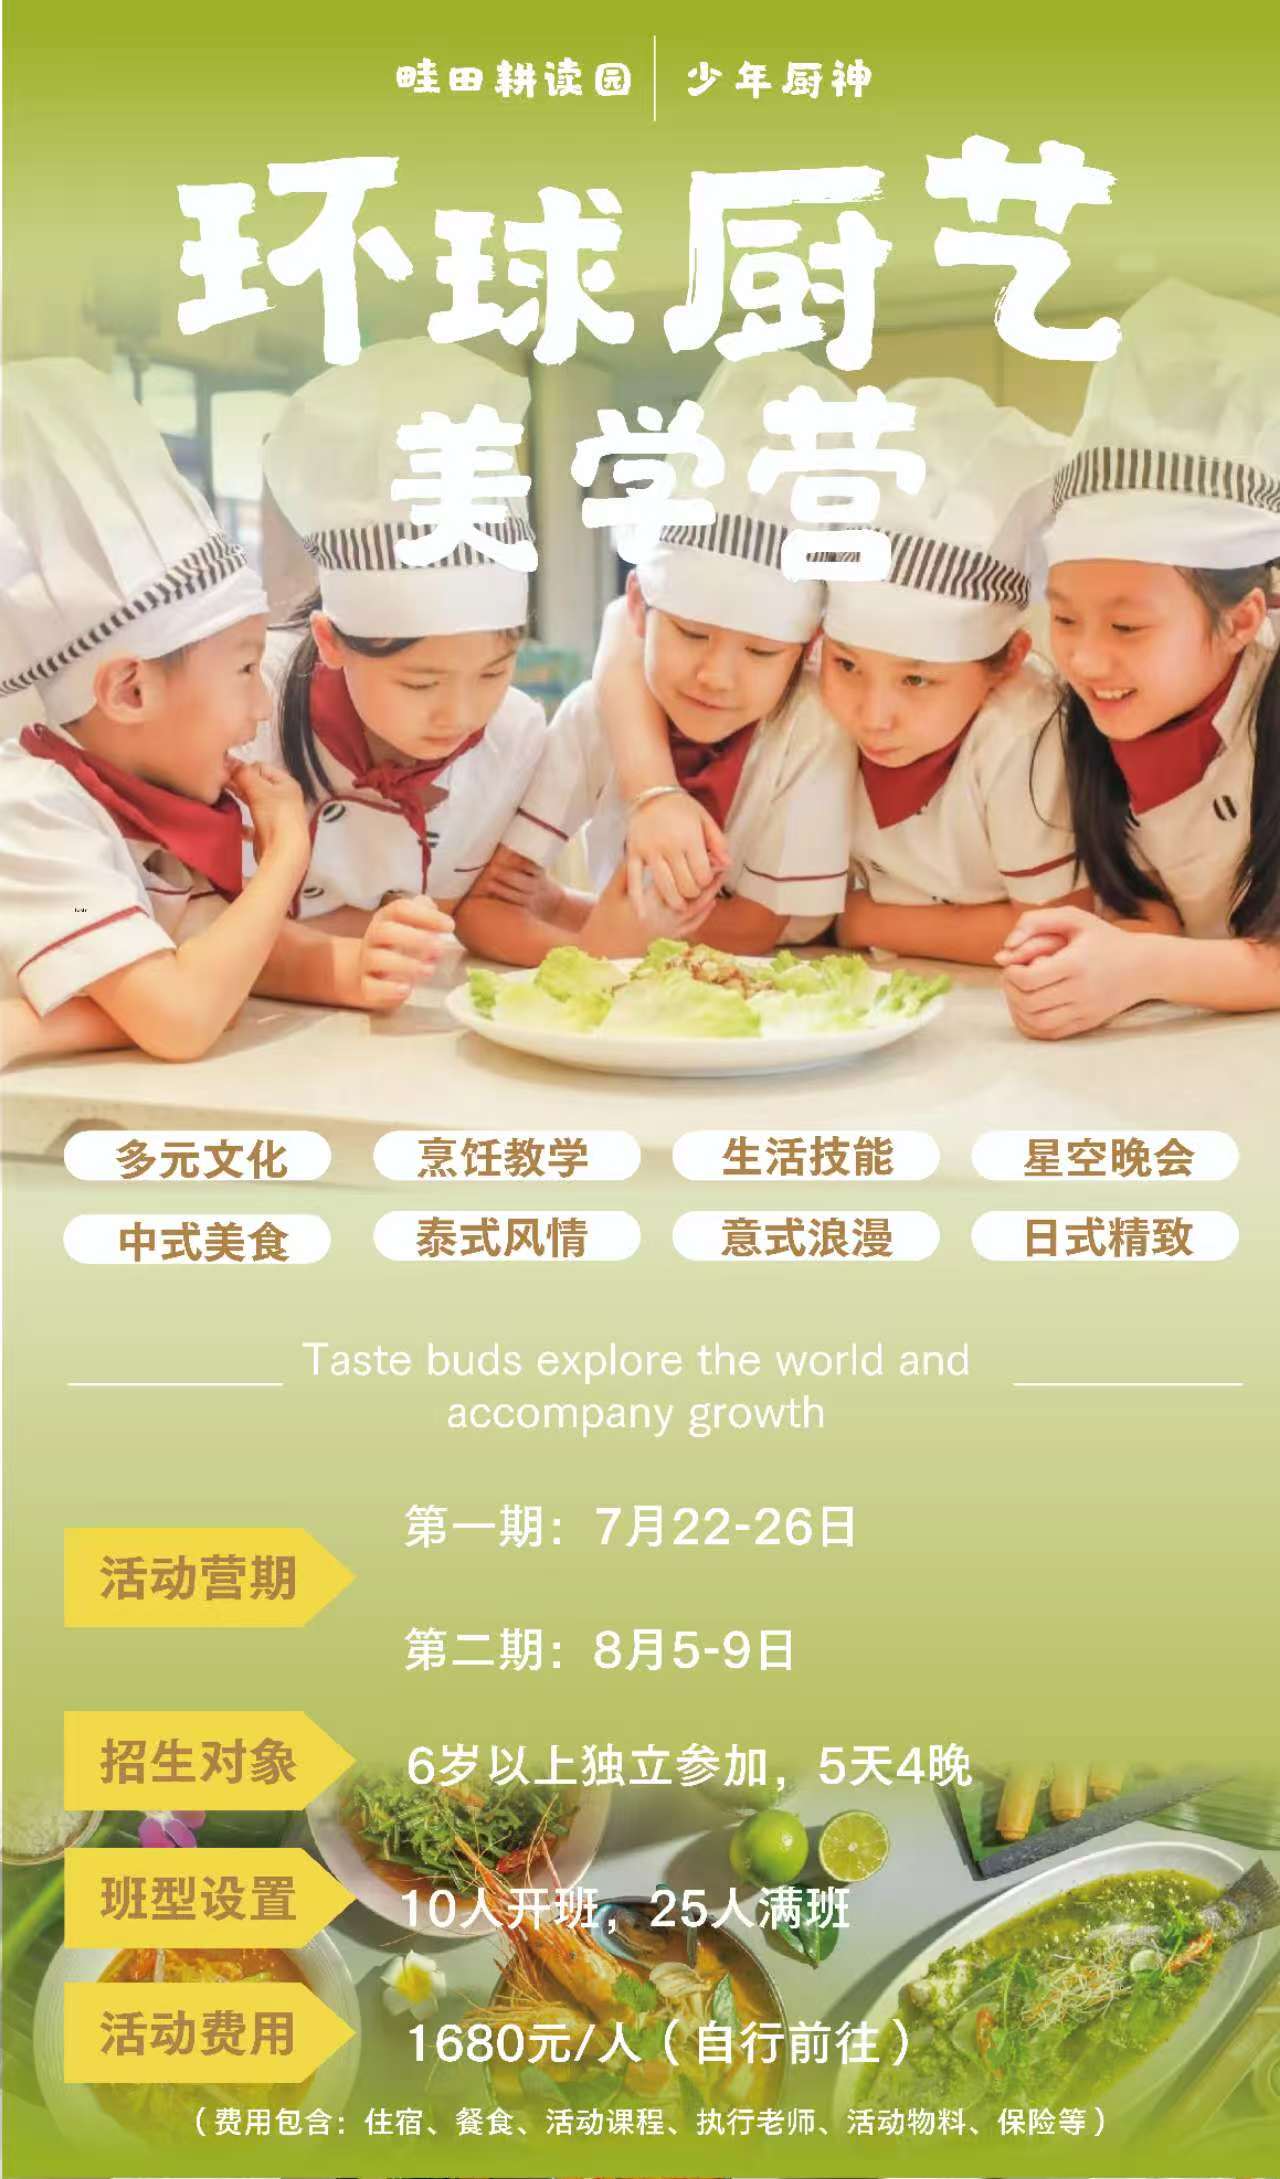 畦田耕读园 少年厨神
环球厨艺
美学营
多元文化 烹饪教学 生活技能 星空晚会
中式美食 泰式风情 意式浪漫 日式精致
Taste buds explore the world and
accompany growth
活动营期
第一期：7月22-26日
第二期：8月5-9日
招生对象 6岁以上独立参加，5天4晚
班型设置 10人开班，25人满班
活动费用 1680元/人（自行前往）
（费用包含：住宿、餐食、活动课程、执行老师、活动物料、保险等）